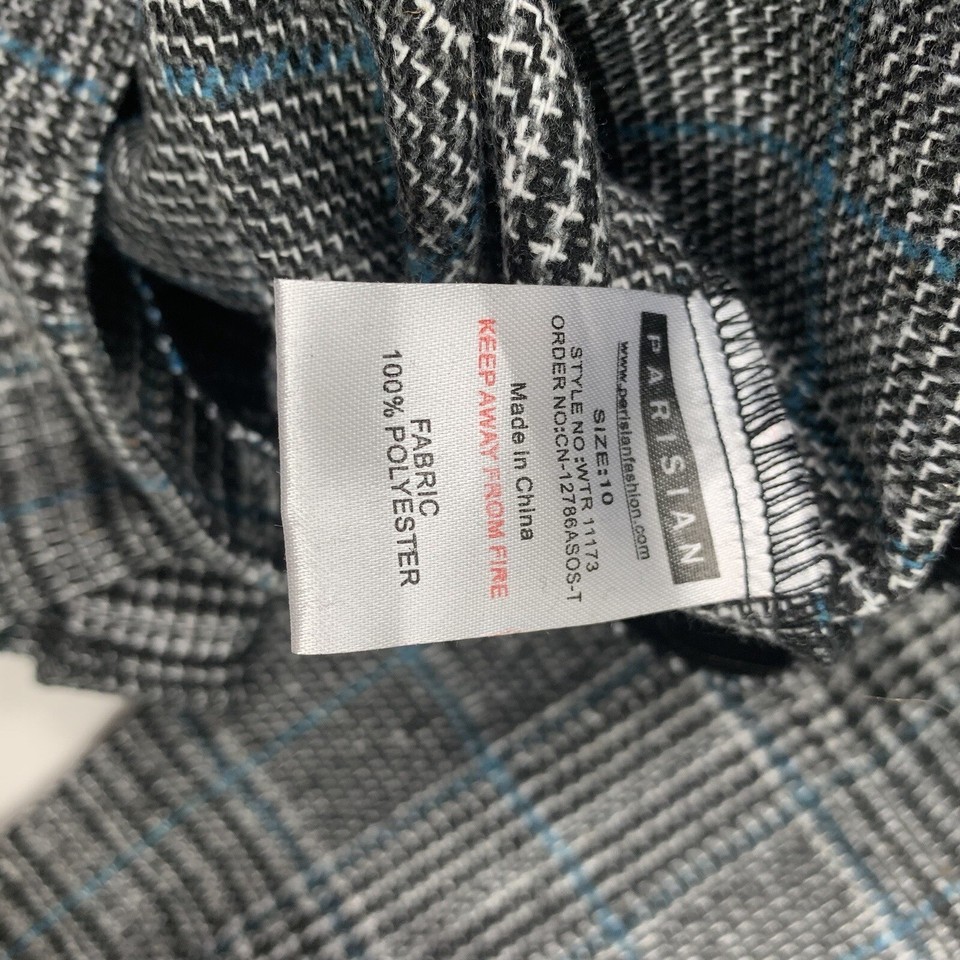 PARISIAN
www.parisianfashion.com
SIZE:10
STYLE NO :WTR 11173
ORDER NO:CN-12786ASOS-T
Made in China
KEEP AWAY FROM FIRE
FABRIC
100% POLYESTER